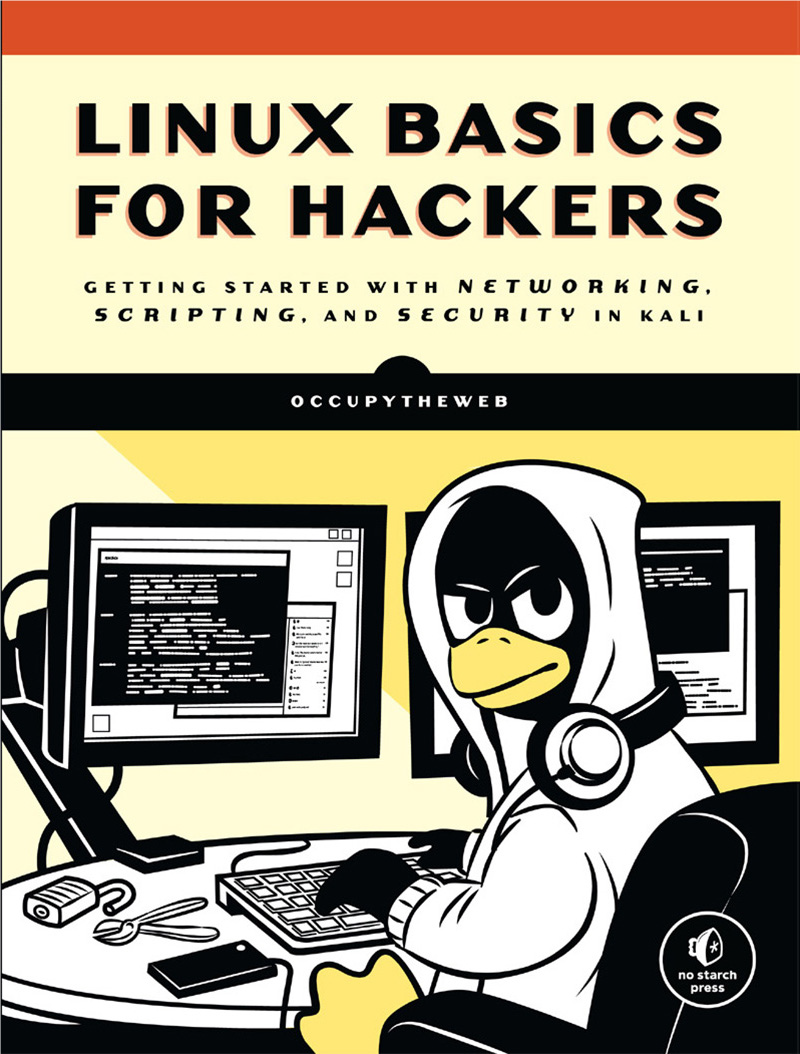 LINUX BASICS
FOR HACKERS
GETTING STARTED WITH NETWORKING,
SCRIPTING, AND SECURITY IN KALI
OCCUPYTHEWEB
no starch
press